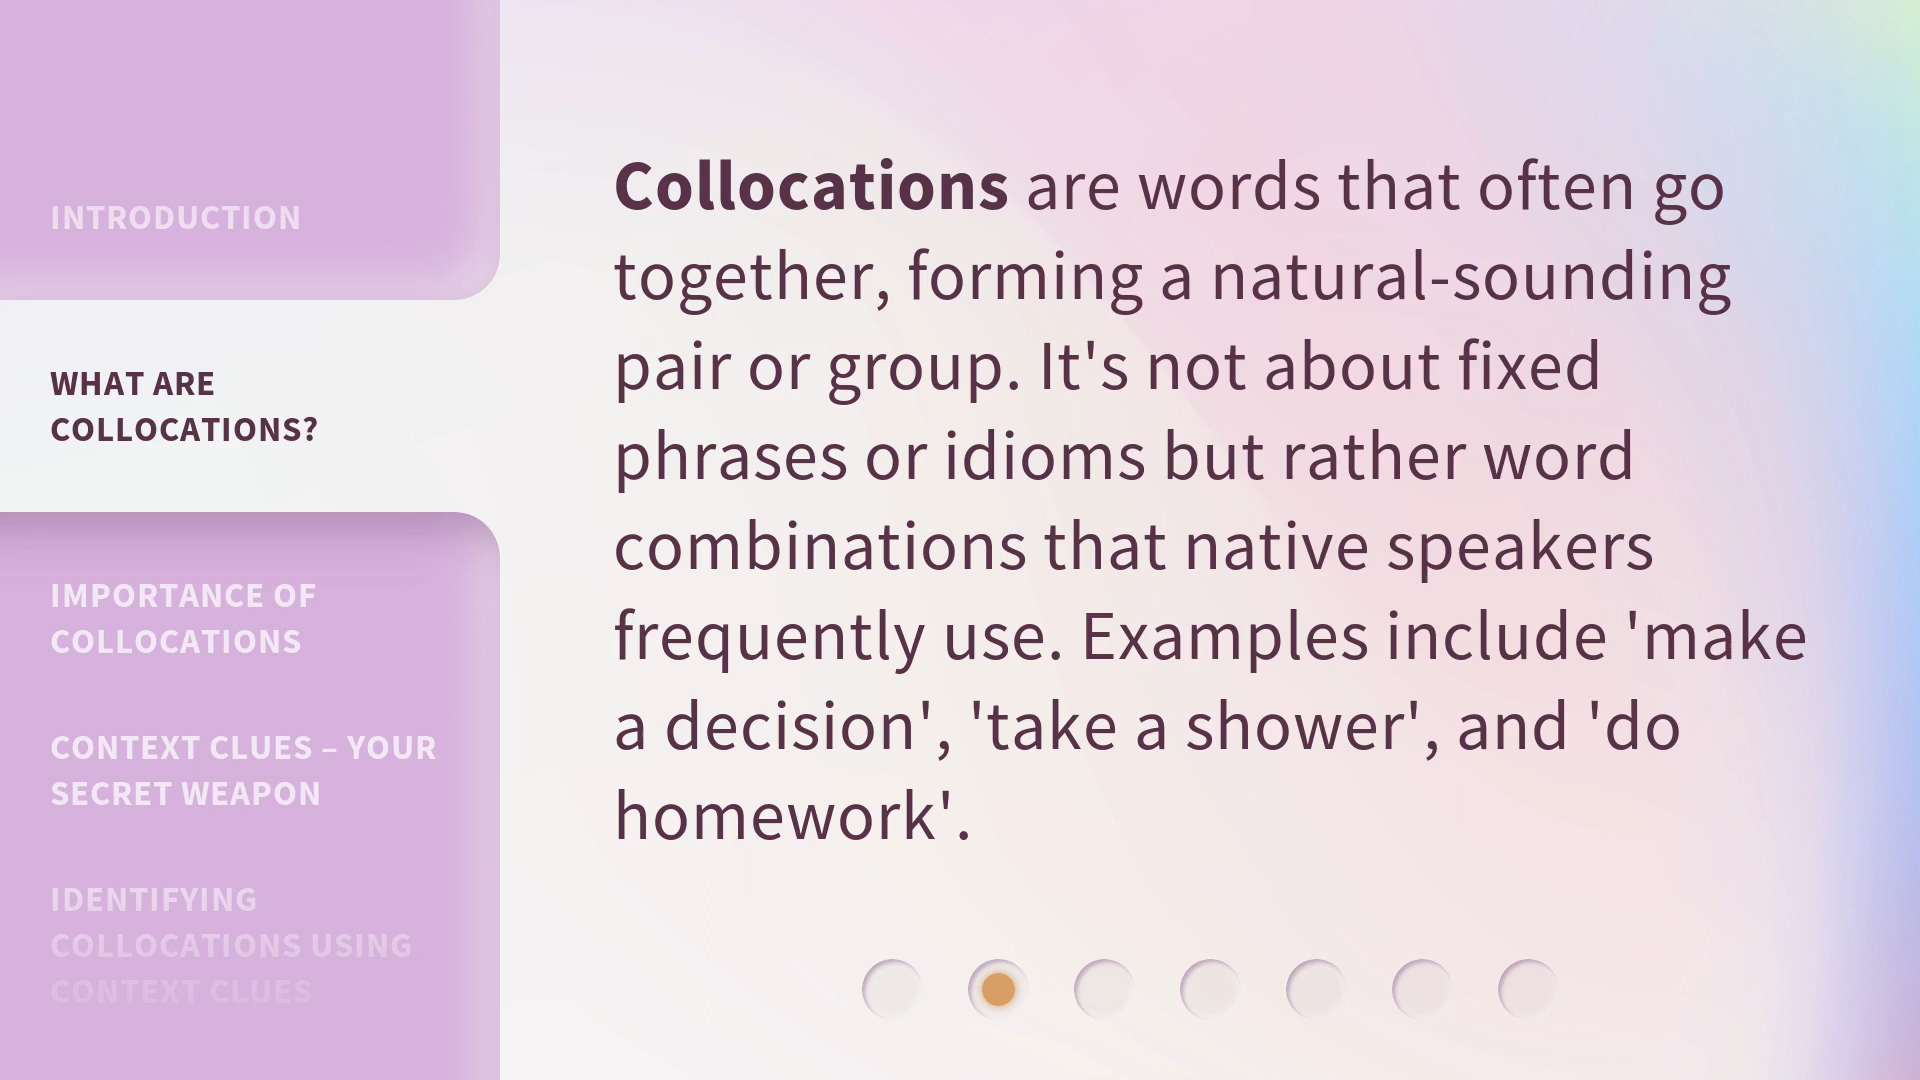 INTRODUCTION
WHAT ARE
COLLOCATIONS?
IMPORTANCE OF
COLLOCATIONS
CONTEXT CLUES – YOUR
SECRET WEAPON
IDENTIFYING
COLLOCATIONS USING
CONTEXT CLUES
Collocations are words that often go
together, forming a natural-sounding
pair or group. It's not about fixed
phrases or idioms but rather word
combinations that native speakers
frequently use. Examples include 'make
a decision', 'take a shower', and 'do
homework'.